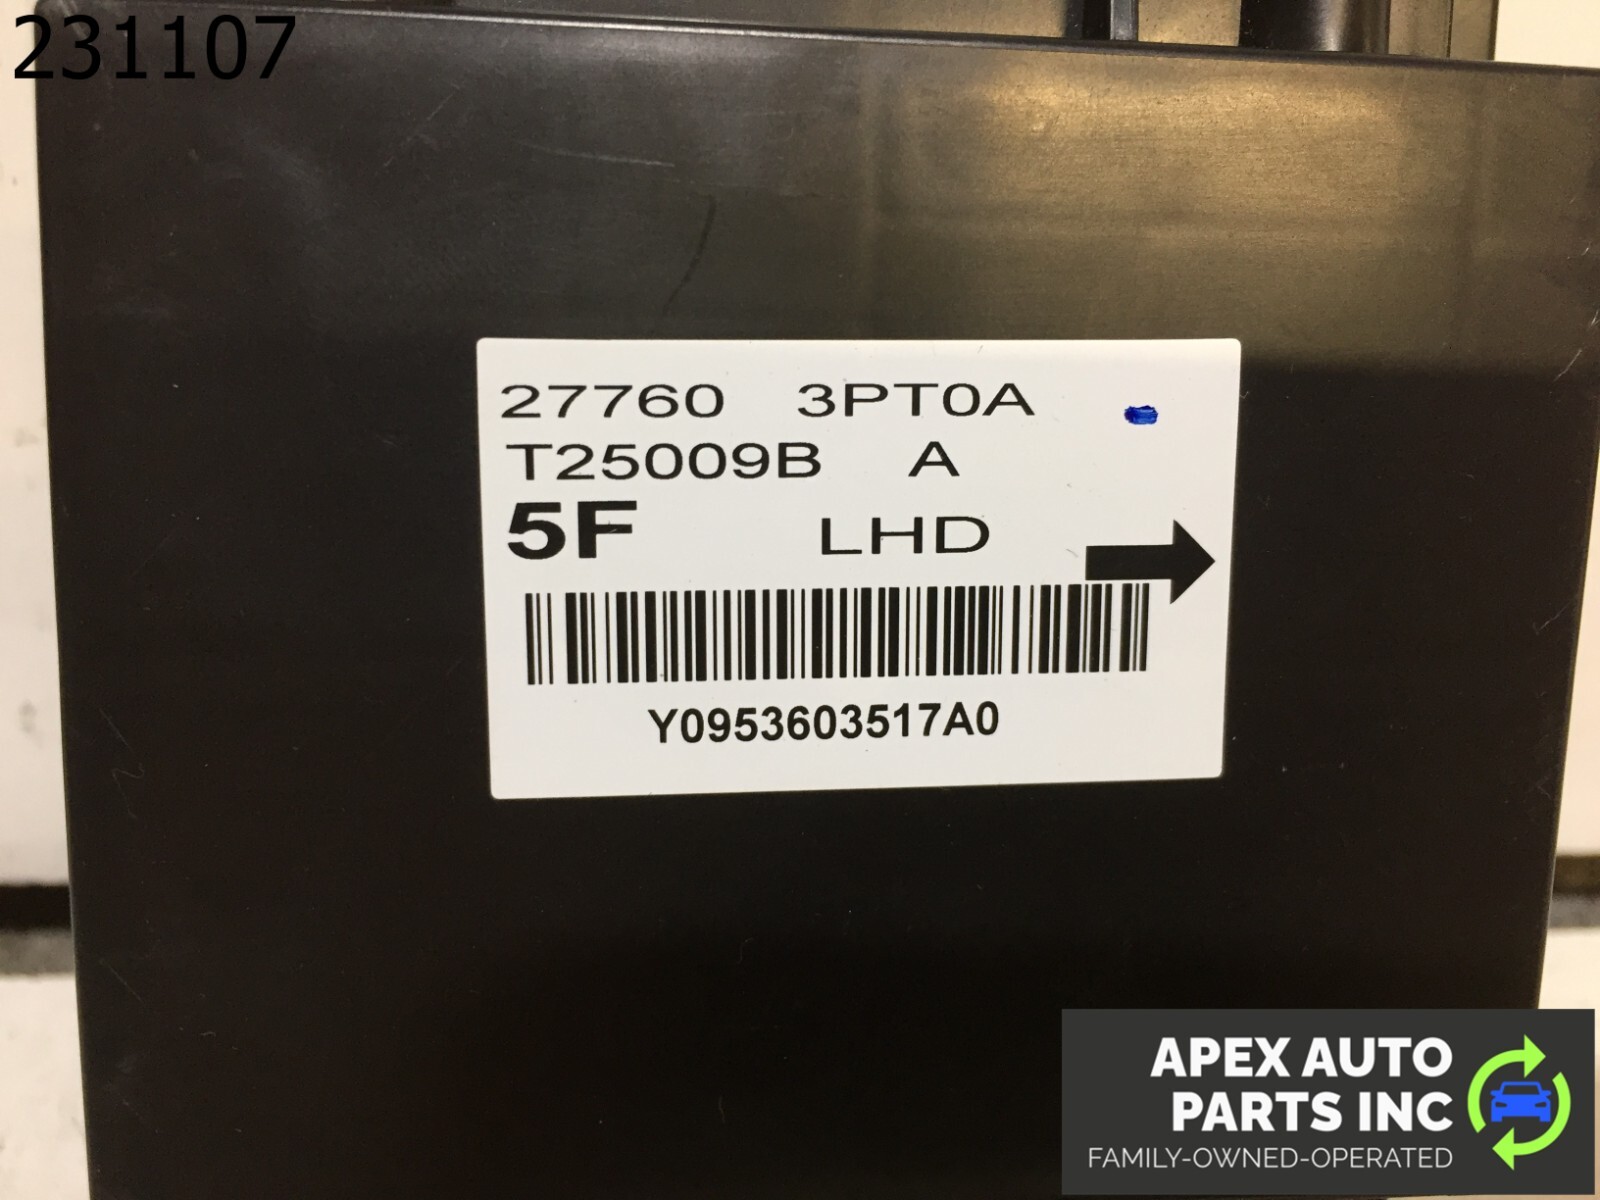 231107
27760 3PT0A
T25009B A
5F LHD
Y0953603517A0
APEX AUTO
PARTS INC
FAMILY-OWNED-OPERATED